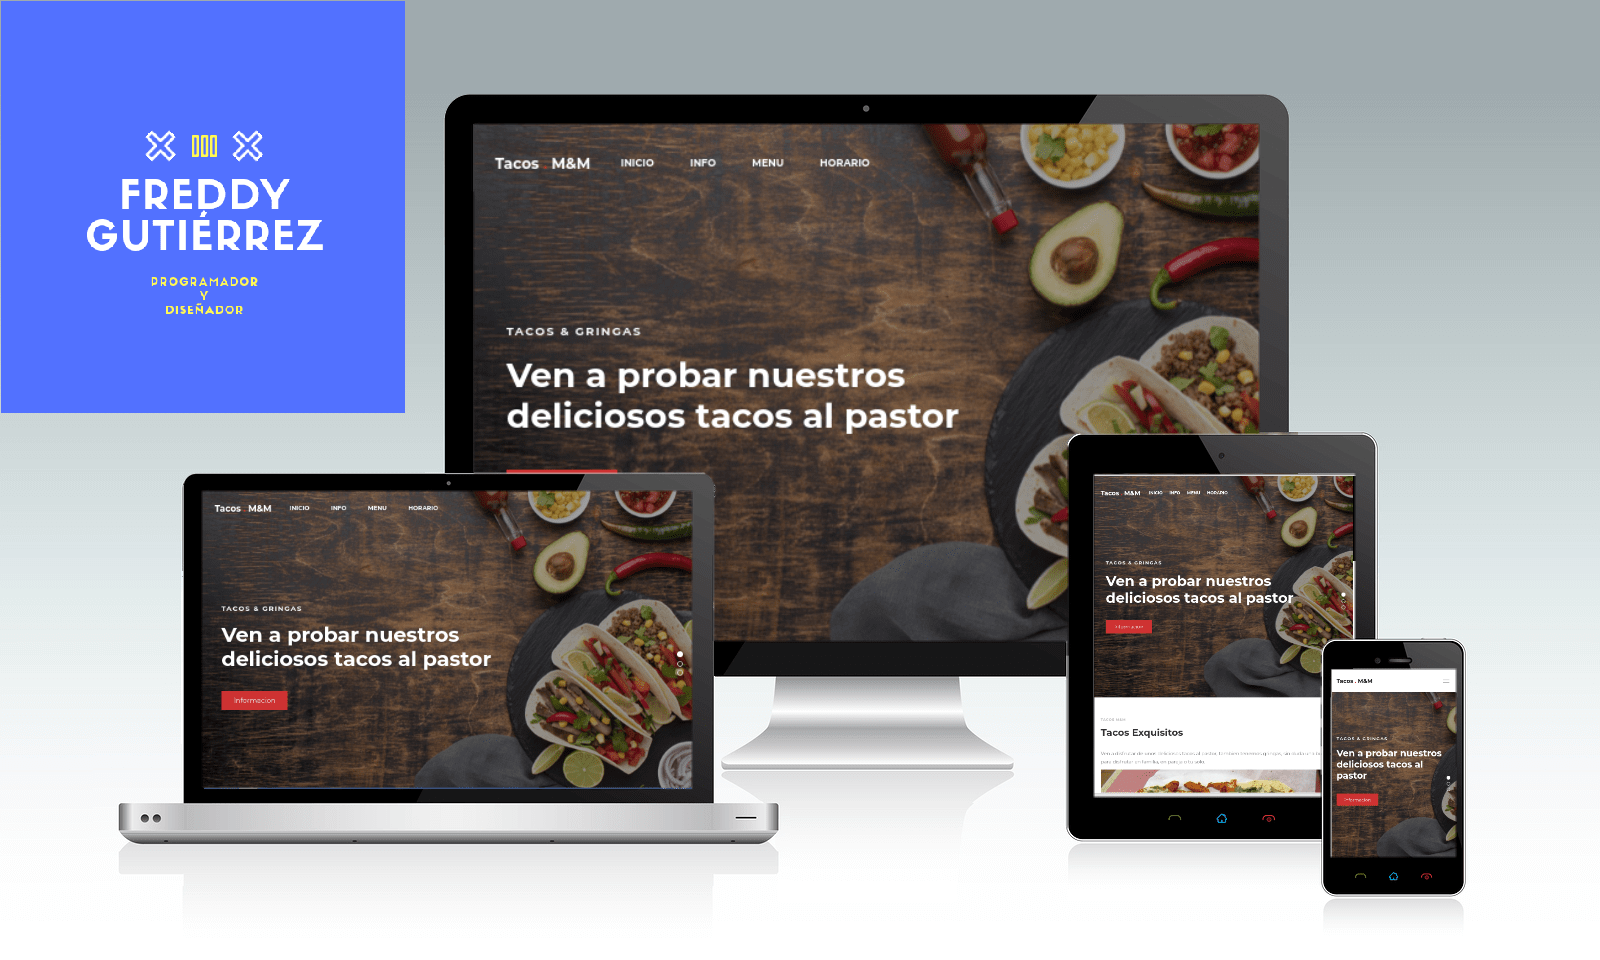 FREDDY
GUTIÉRREZ
PROGRAMADOR
Y
DISEÑADOR
Tacos . M&M INICIO INFO MENU HORARIO
TACOS & GRINGAS
Ven a probar nuestros
deliciosos tacos al pastor
Tacos . M&M INICIO INFO MENU HORARIO
TACOS & GRINGAS
Ven a probar nuestros
deliciosos tacos al pastor
Informacion
Tacos . M&M INICIO INFO MENU HORARIO
TACOS & GRINGAS
Ven a probar nuestros
deliciosos tacos al pastor
Informacion
TACOS M&M
Tacos Exquisitos
Tacos . M&M
TACOS & GRINGAS
Ven a probar nuestros
deliciosos tacos al
pastor
Informacion